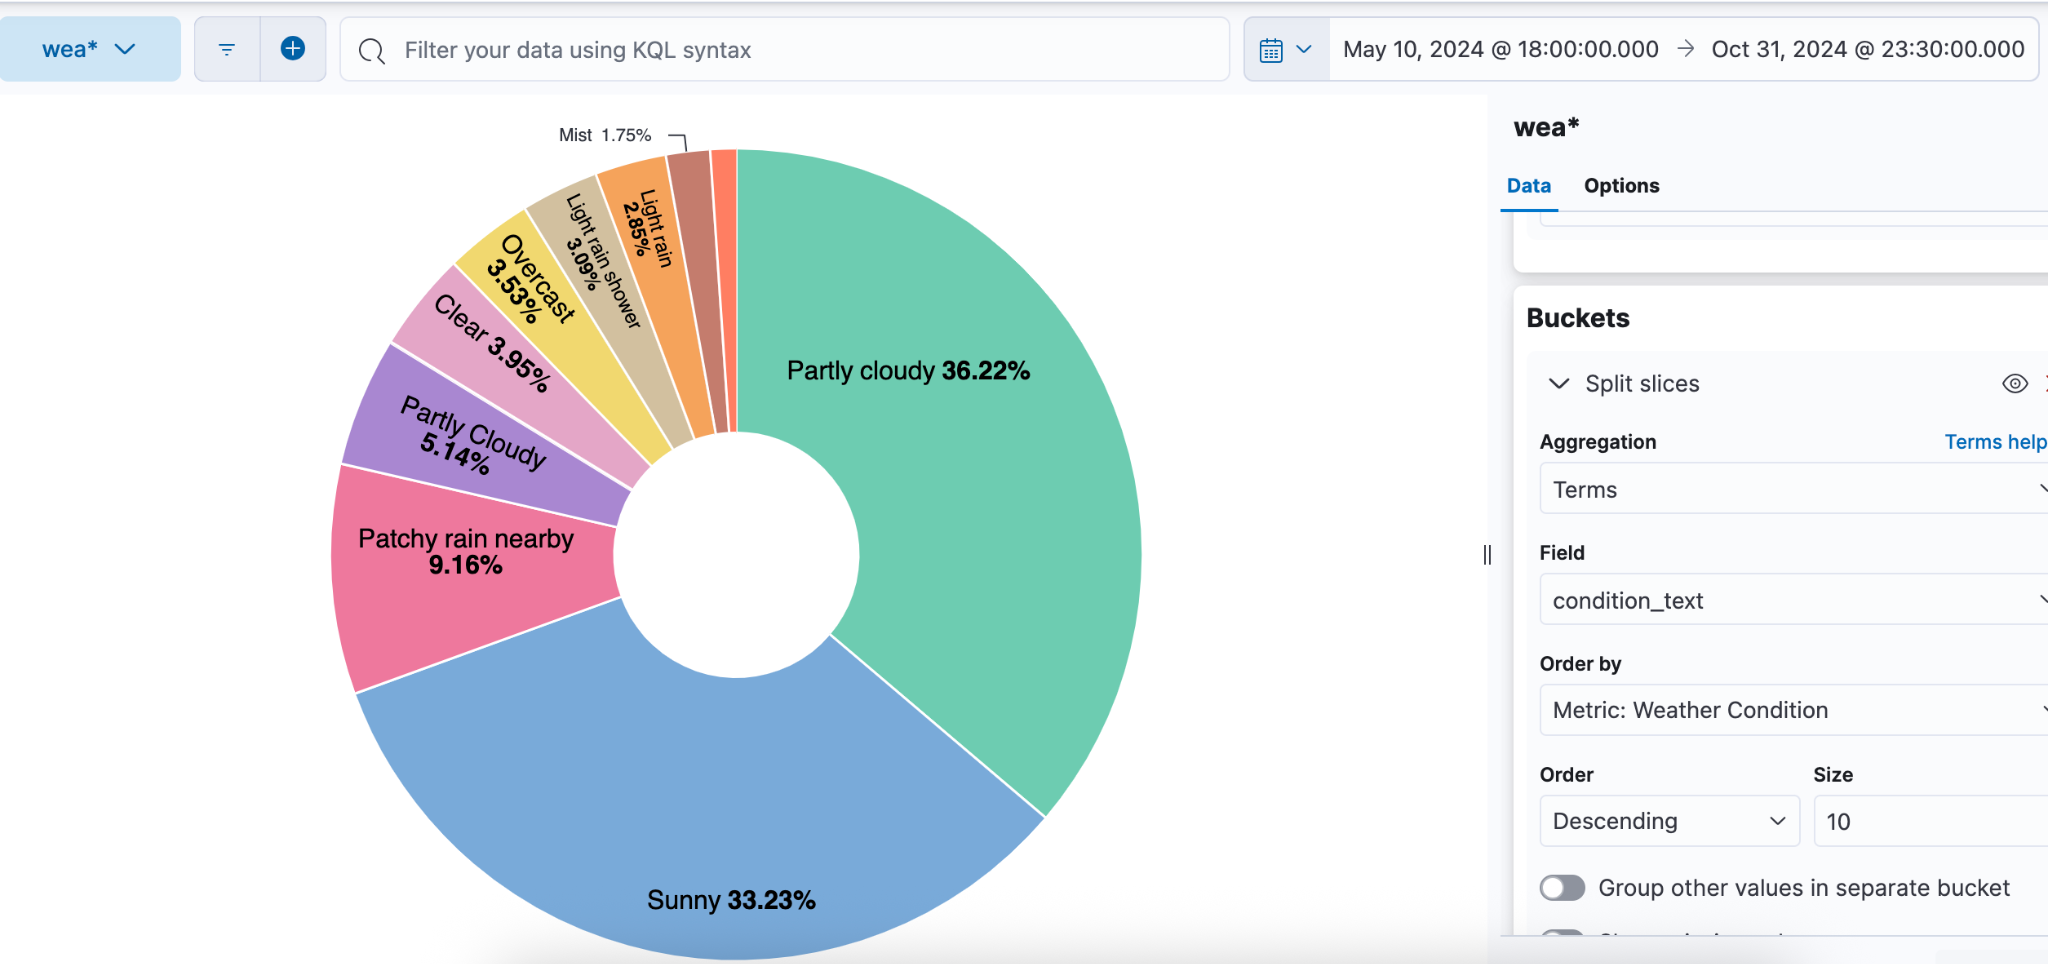 wea*
Filter your data using KQL syntax
May 10, 2024 @ 18:00:00.000 → Oct 31, 2024 @ 23:30:00.000
Mist 1.75%
Light rain
2.85%
Light rain shower
3.09%
Overcast
3.53%
Clear 3.95%
Partly Cloudy
5.14%
Patchy rain nearby
9.16%
Partly cloudy 36.22%
Sunny 33.23%
wea*
Data Options
Buckets
Split slices
Aggregation Terms help
Terms
Field
condition_text
Order by
Metric: Weather Condition
Order Size
Descending 10
Group other values in separate bucket